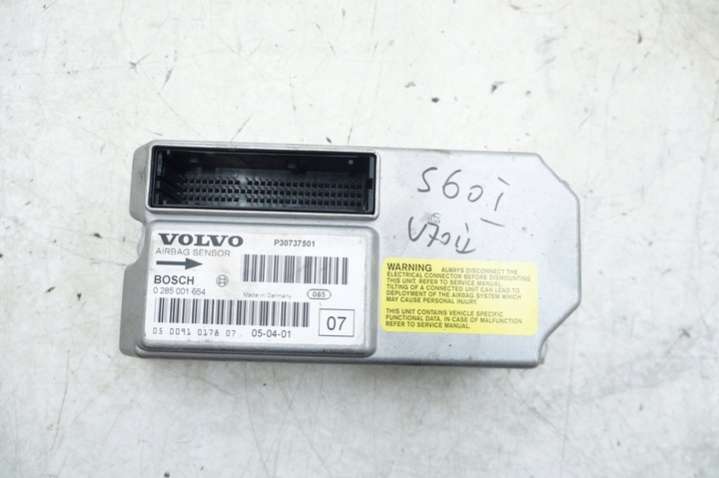 VOLVO
P30737501
AIRBAG SENSOR
BOSCH
0 285 001 654
Made in Germany
065
05 0091 0178 07
05-04-01
07
S60I
V70II
WARNING ALWAYS DISCONNECT THE
ELECTRICAL CONNECTOR BEFORE DISMOUNTING
THIS UNIT. REFER TO SERVICE MANUAL.
TILTING OF A CONNECTED UNIT CAN LEAD TO
DEPLOYMENT OF THE AIRBAG SYSTEM WHICH
MAY CAUSE PERSONAL INJURY.
THIS UNIT CONTAINS VEHICLE SPECIFIC
FUNCTIONAL DATA, IN CASE OF MALFUNCTION
REFER TO SERVICE MANUAL.